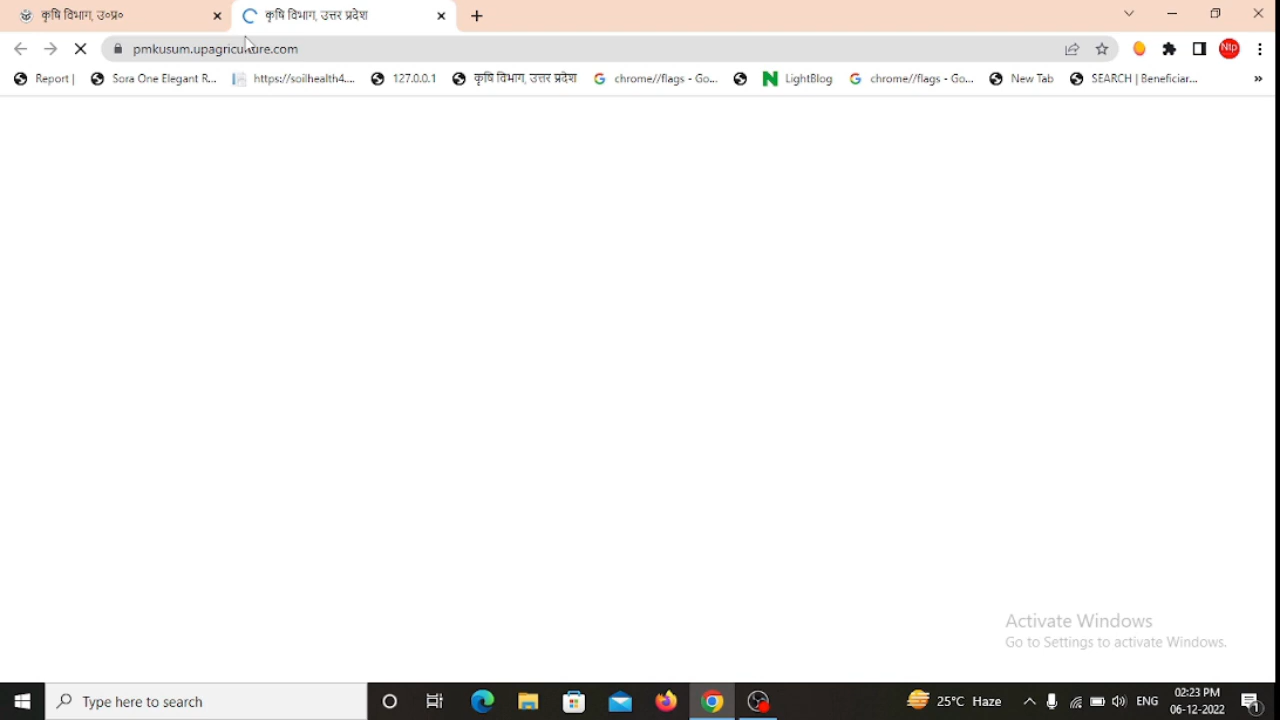 कृषि विभाग, उ०प्र०
कृषि विभाग, उत्तर प्रदेश
pmkusum.upagriculture.com
Ntp
Report |
Sora One Elegant R...
https://soilhealth4....
127.0.0.1
कृषि विभाग, उत्तर प्रदेश
chrome//flags - Go...
LightBlog
chrome//flags - Go...
New Tab
SEARCH | Beneficiar...
»
Activate Windows
Go to Settings to activate Windows.
Type here to search
25°C Haze
ENG
02:23 PM
06-12-2022
1